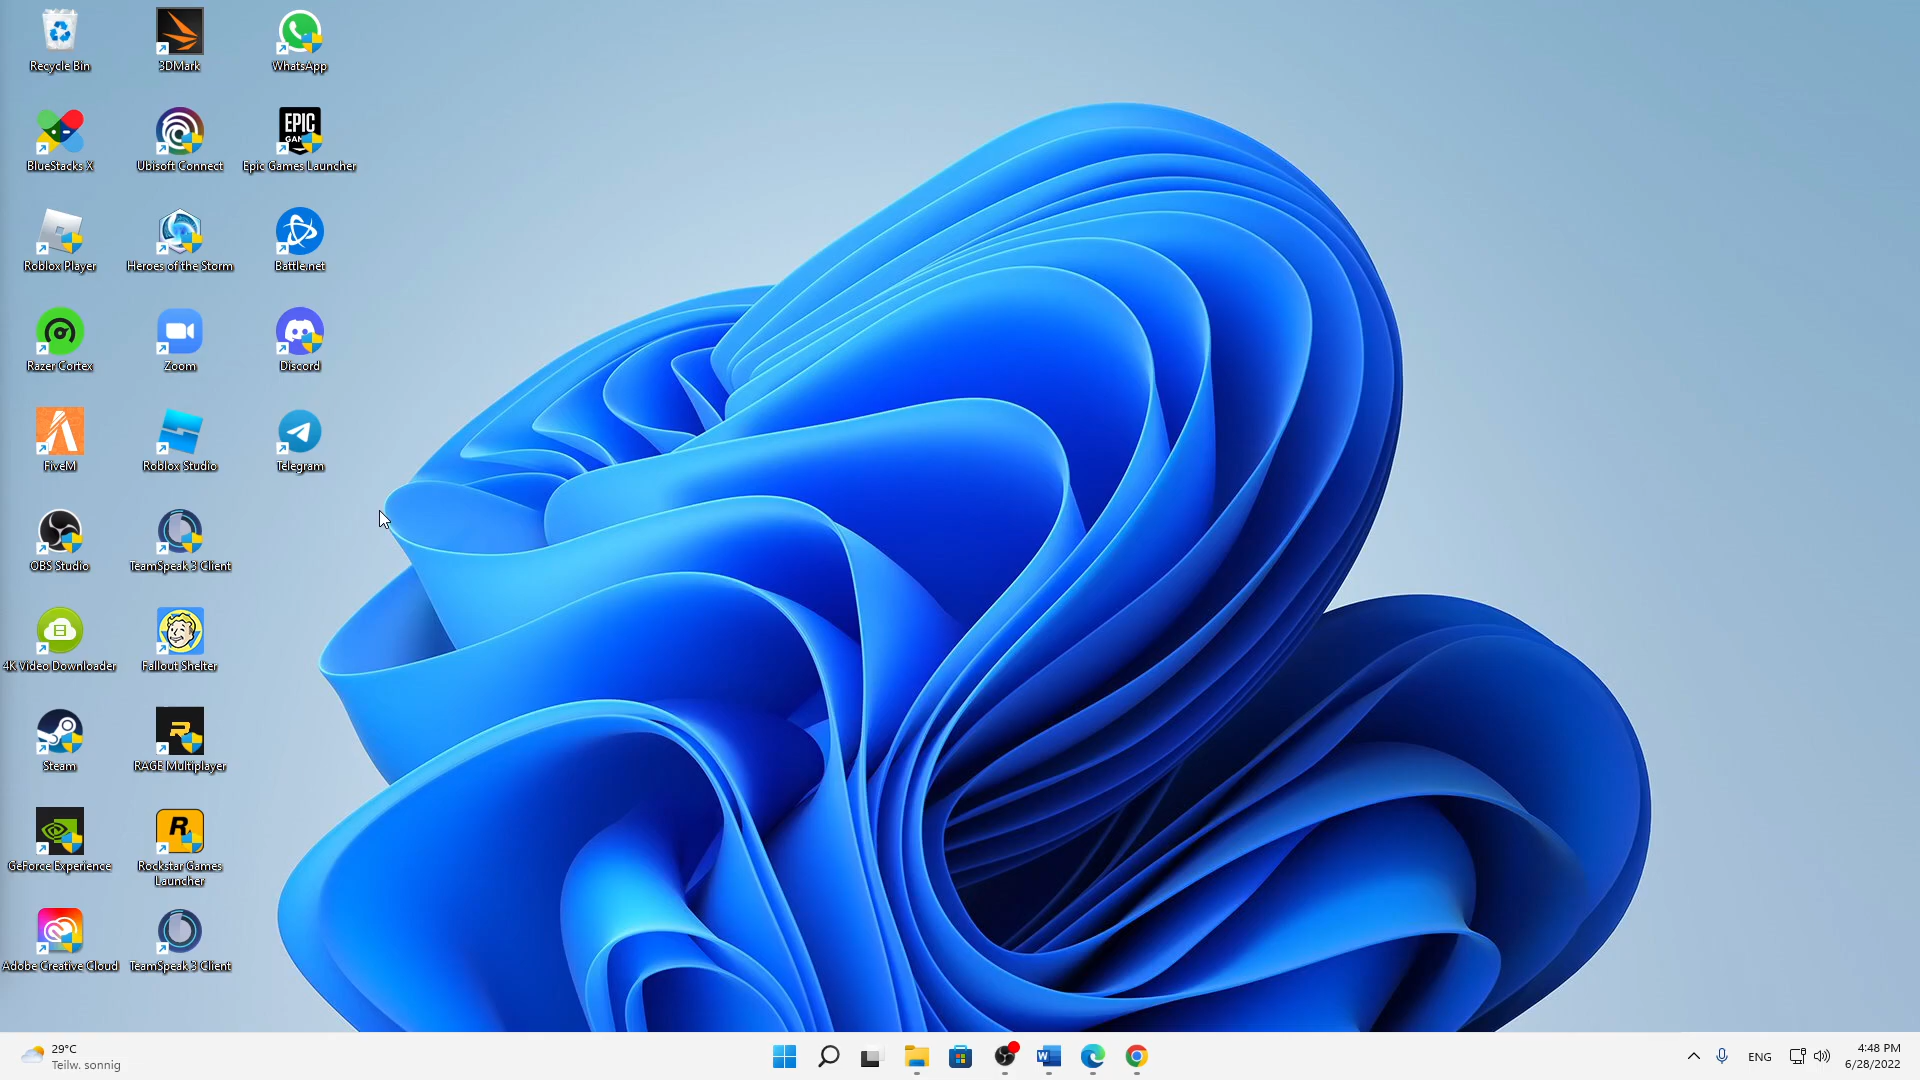 Recycle Bin
3DMark
WhatsApp
BlueStacks X
Ubisoft Connect
EPIC
GAMES
Epic Games Launcher
Roblox Player
Heroes of the Storm
Battle.net
Razer Cortex
Zoom
Discord
FiveM
Roblox Studio
Telegram
OBS Studio
TeamSpeak 3 Client
4K Video Downloader
Fallout Shelter
Steam
RAGE Multiplayer
GeForce Experience
Rockstar Games
Launcher
Adobe Creative Cloud
TeamSpeak 3 Client
29°C
Teilw. sonnig
ENG
4:48 PM
6/28/2022